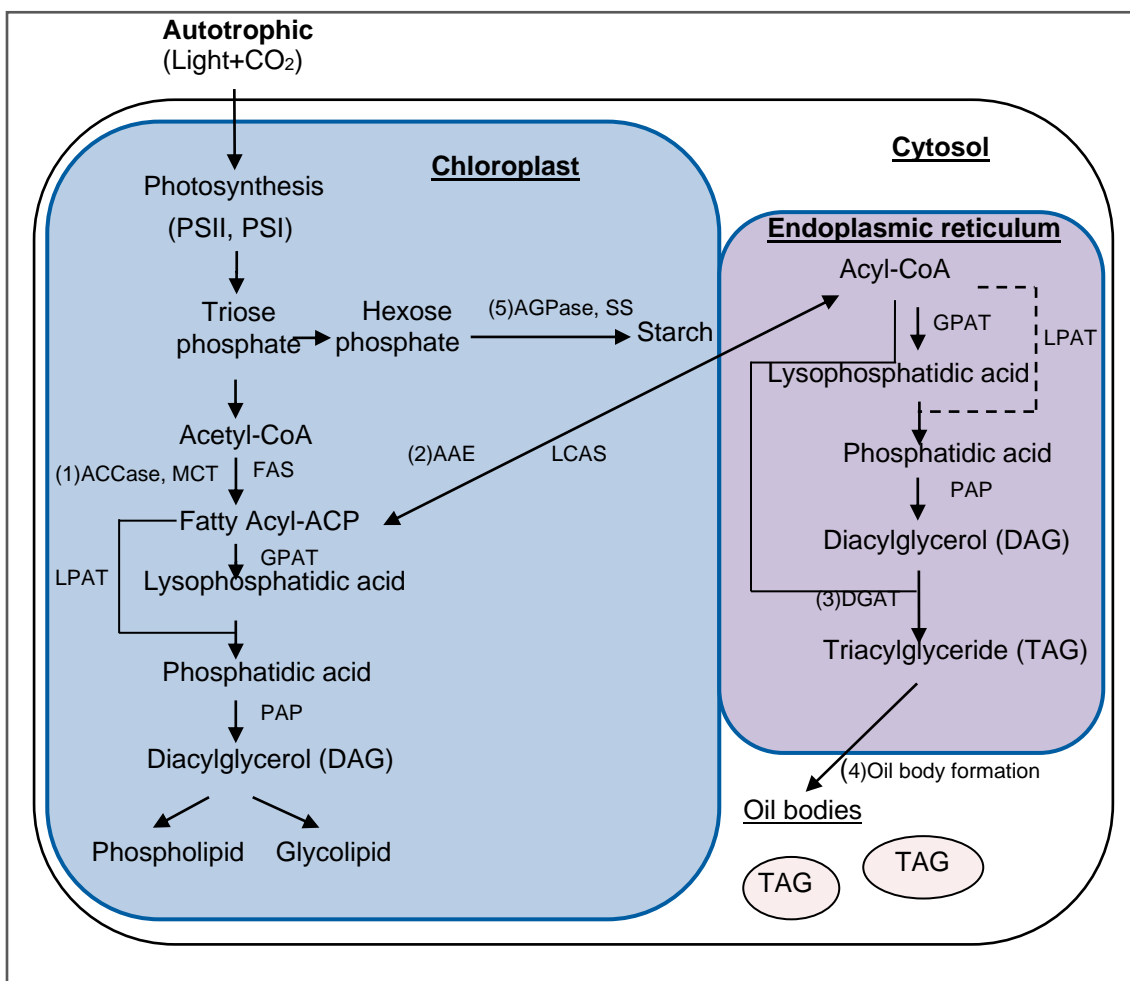 Autotrophic
(Light+CO₂)
Chloroplast
Photosynthesis
(PSII, PSI)
Triose
phosphate
Hexose
phosphate
(5)AGPase, SS
Starch
Acetyl-CoA
(1)ACCase, MCT
FAS
(2)AAE
LCAS
Fatty Acyl-ACP
GPAT
LPAT
Lysophosphatidic acid
Phosphatidic acid
PAP
Diacylglycerol (DAG)
Phospholipid
Glycolipid
Cytosol
Endoplasmic reticulum
Acyl-CoA
GPAT
LPAT
Lysophosphatidic acid
Phosphatidic acid
PAP
Diacylglycerol (DAG)
(3)DGAT
Triacylglyceride (TAG)
(4)Oil body formation
Oil bodies
TAG
TAG